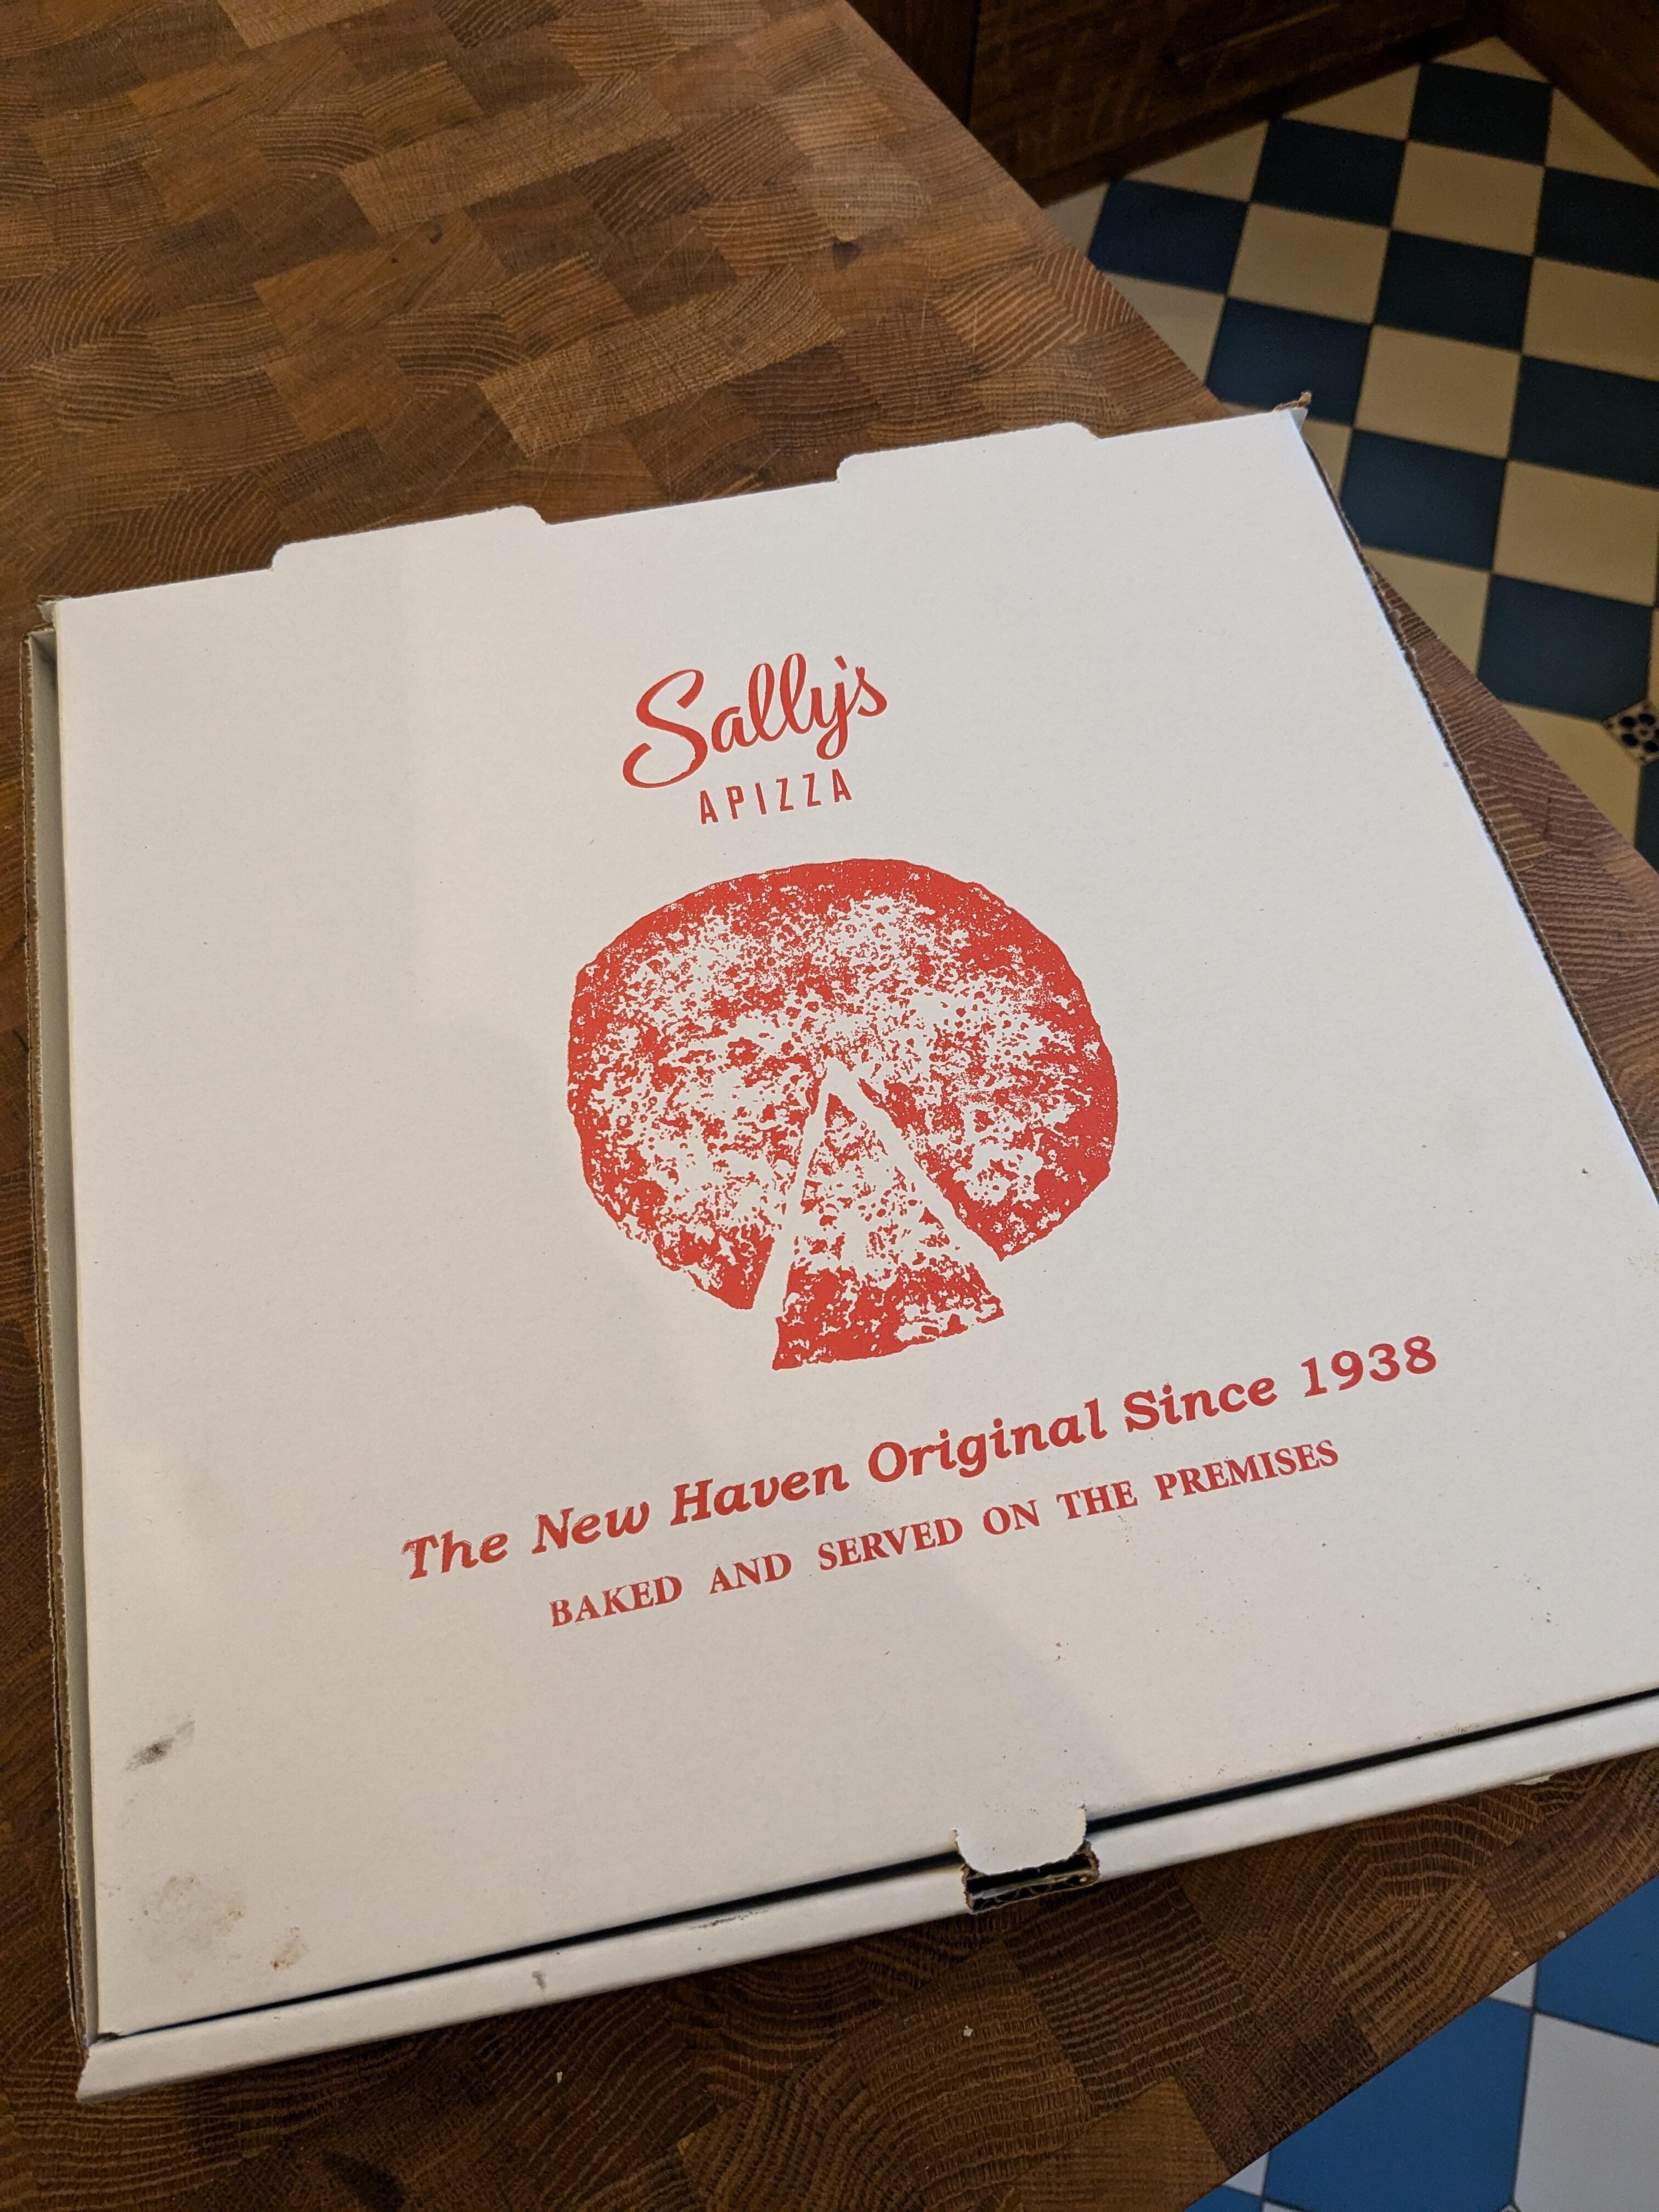 Sally's
APIZZA
The New Haven Original Since 1938
BAKED AND SERVED ON THE PREMISES